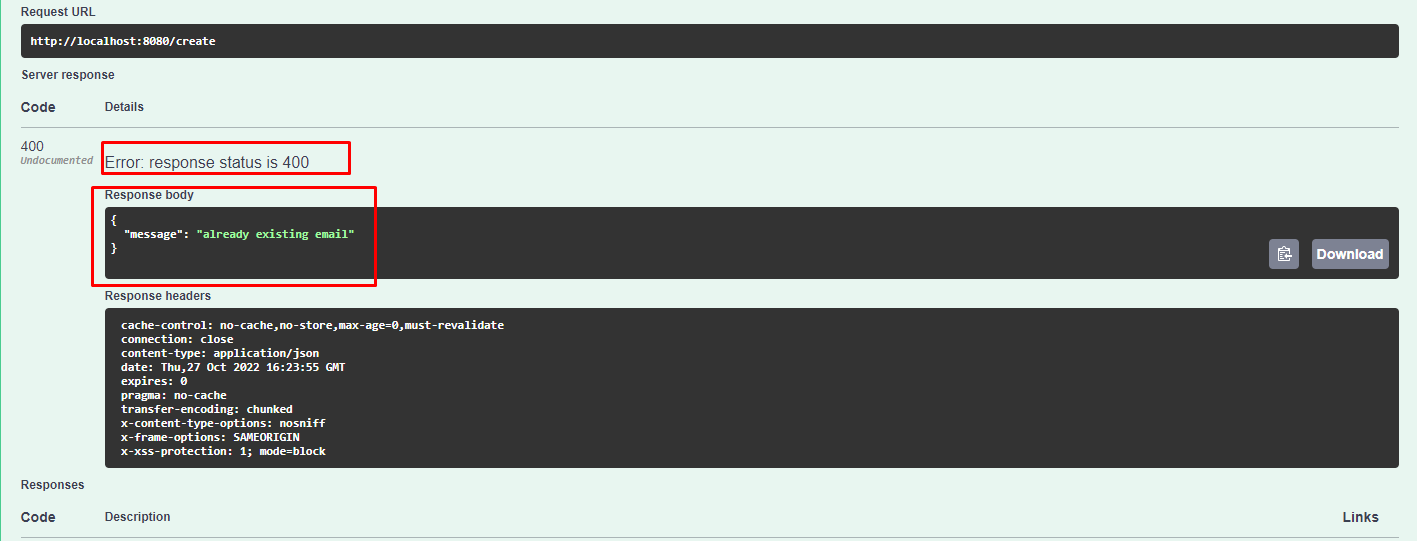 Request URL
http://localhost:8080/create
Server response
Code Details
400
Undocumented
Error: response status is 400
Response body
{
"message": "already existing email"
}
Download
Response headers
cache-control: no-cache,no-store,max-age=0,must-revalidate
connection: close
content-type: application/json
date: Thu,27 Oct 2022 16:23:55 GMT
expires: 0
pragma: no-cache
transfer-encoding: chunked
x-content-type-options: nosniff
x-frame-options: SAMEORIGIN
x-xss-protection: 1; mode=block
Responses
Code Description Links